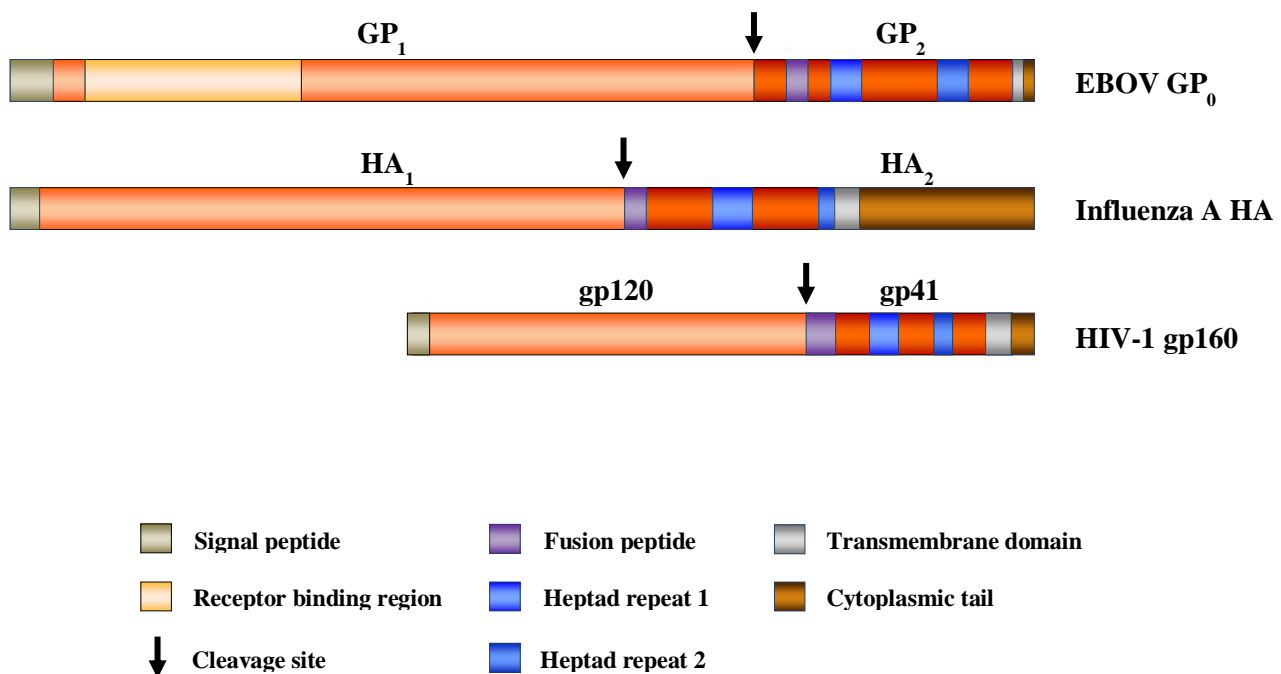 GP1 GP2
EBOV GP0
HA1 HA2
Influenza A HA
gp120 gp41
HIV-1 gp160
Signal peptide Fusion peptide Transmembrane domain
Receptor binding region Heptad repeat 1 Cytoplasmic tail
Cleavage site Heptad repeat 2